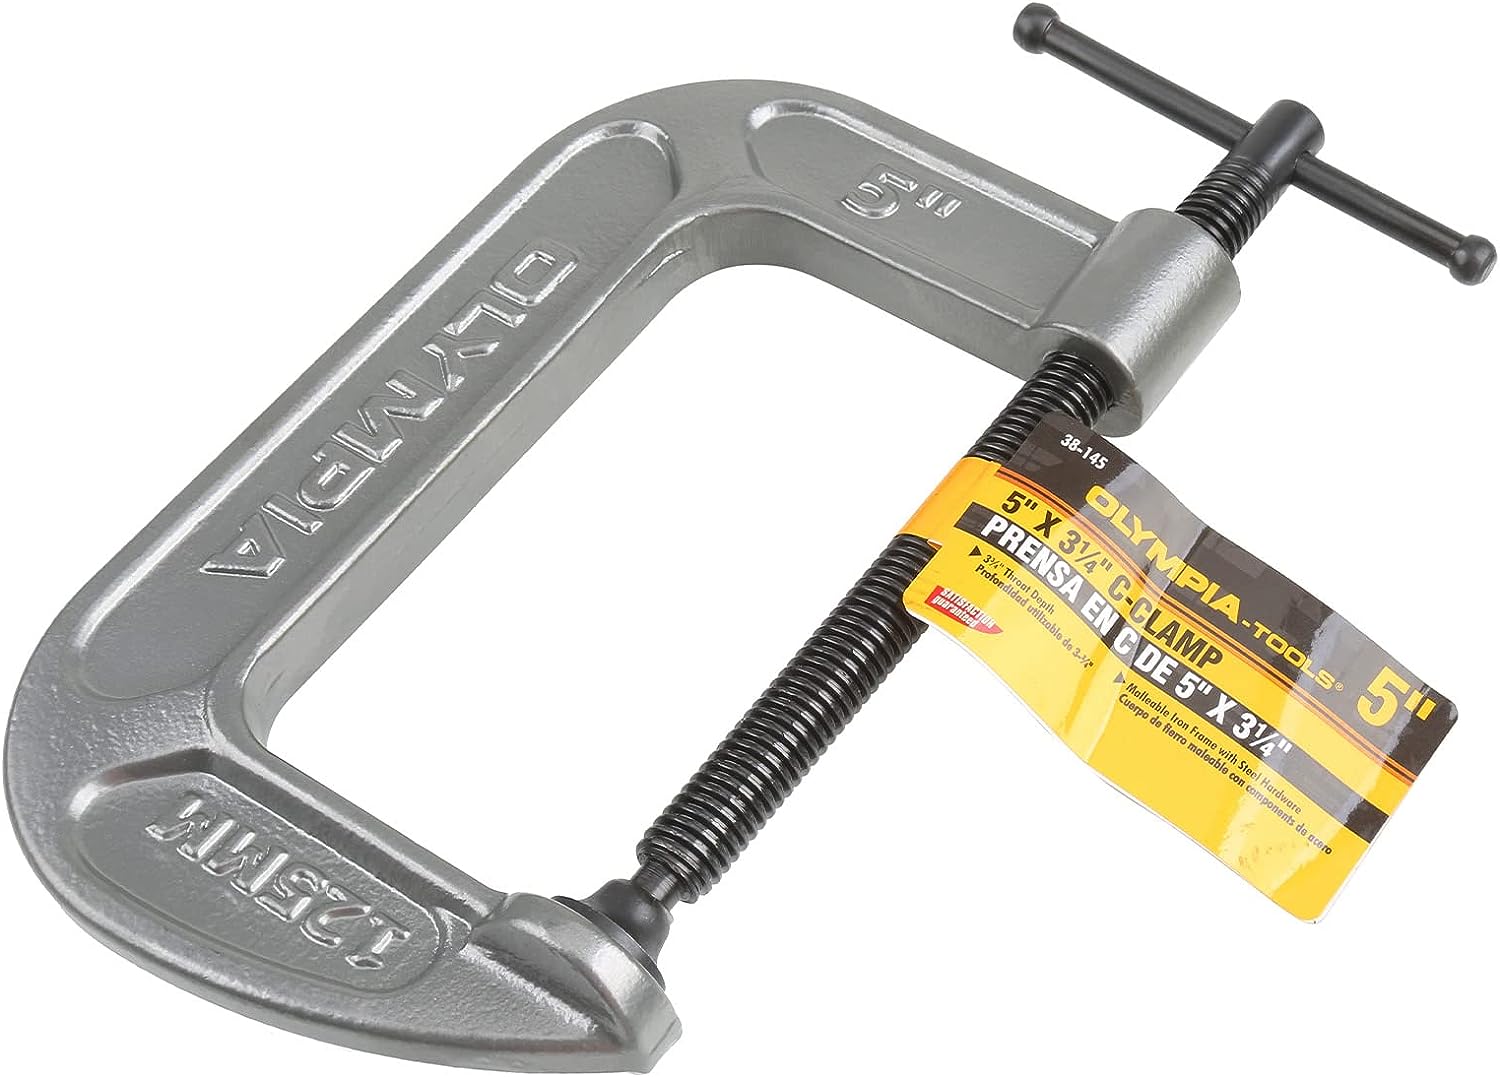 5"
OLYMPIA
125MM
38-145
OLYMPIA-TOOLS®
5"
5" X 3¼" C-CLAMP
PRENSA EN C DE 5" X 3¼"
▶ 3¼" Throat Depth
Profondidad utilizable de 3-¼"
▶ Malleable Iron Frame with Steel Hardware
Cuerpo de fierro maleable con componentes de acero
SATISFACTION
guaranteed